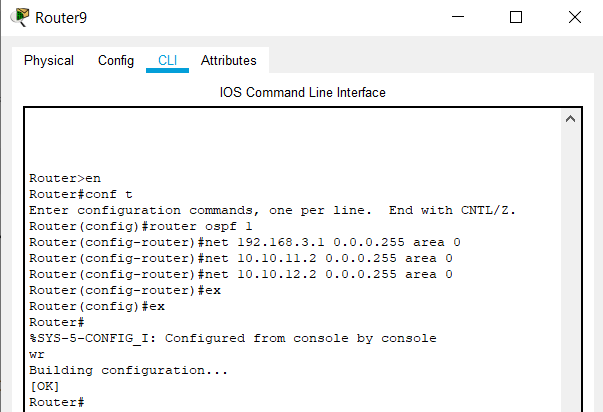 Router9
Physical Config CLI Attributes
IOS Command Line Interface
Router>en
Router#conf t
Enter configuration commands, one per line.  End with CNTL/Z.
Router(config)#router ospf 1
Router(config-router)#net 192.168.3.1 0.0.0.255 area 0
Router(config-router)#net 10.10.11.2 0.0.0.255 area 0
Router(config-router)#net 10.10.12.2 0.0.0.255 area 0
Router(config-router)#ex
Router(config)#ex
Router#
%SYS-5-CONFIG_I: Configured from console by console
wr
Building configuration...
[OK]
Router#